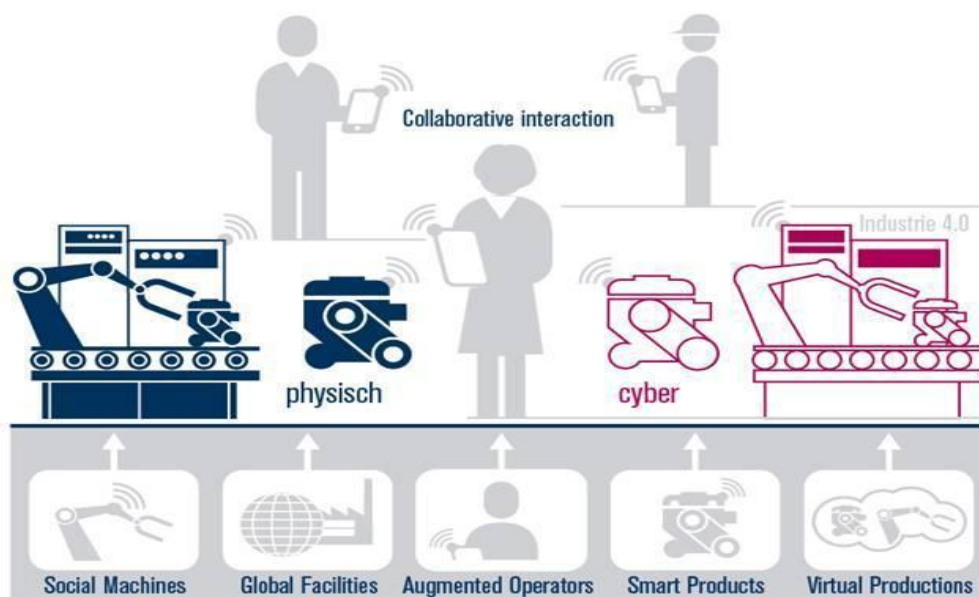 Collaborative interaction
Industrie 4.0
physisch
cyber
Social Machines
Global Facilities
Augmented Operators
Smart Products
Virtual Productions